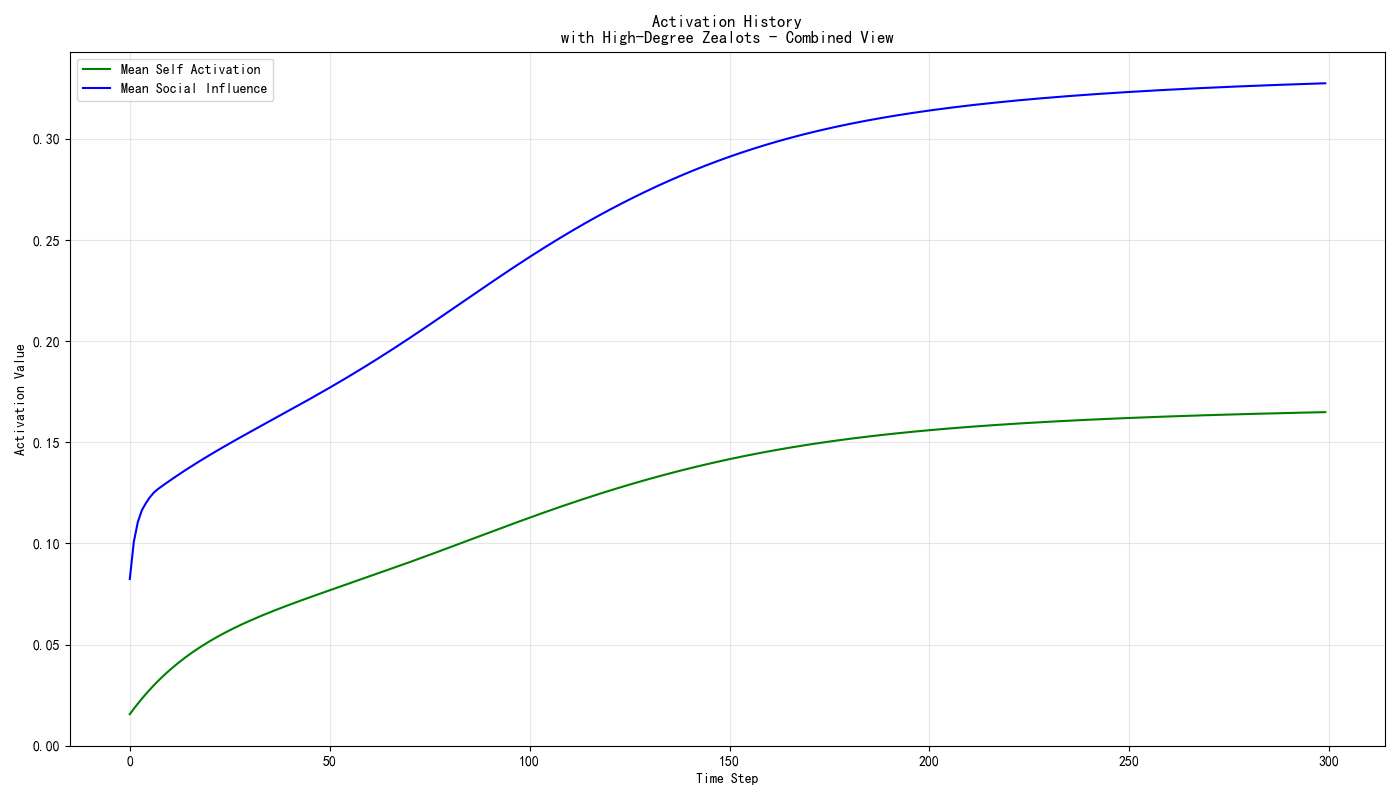 Activation History
with High-Degree Zealots - Combined View
Mean Self Activation
Mean Social Influence
Activation Value
0.30
0.25
0.20
0.15
0.10
0.05
0.00
0
50
100
150
200
250
300
Time Step